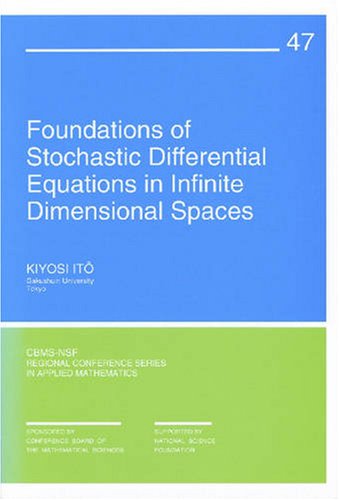 47
Foundations of
Stochastic Differential
Equations in Infinite
Dimensional Spaces
KIYOSI ITÔ
Gakushuin University
Tokyo
CBMS-NSF
REGIONAL CONFERENCE SERIES
IN APPLIED MATHEMATICS
SPONSORED BY
CONFERENCE BOARD OF
THE MATHEMATICAL SCIENCES
SUPPORTED BY
NATIONAL SCIENCE
FOUNDATION